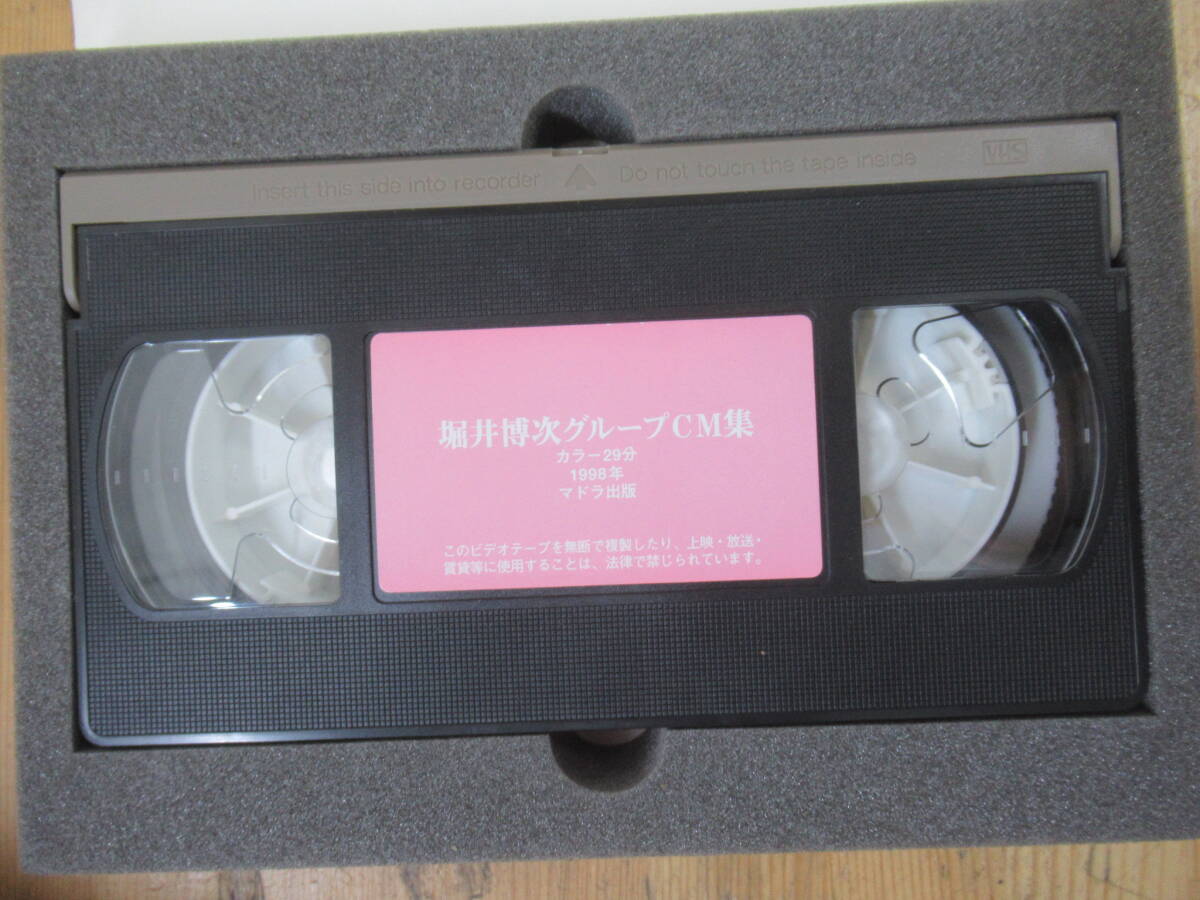 Insert this side into recorder Do not touch the tape inside VHS
堀井博次グループCM集
カラー29分
1998年
マドラ出版
このビデオテープを無断で複製したり、上映・放送・
賃貸等に使用することは、法律で禁じられています。